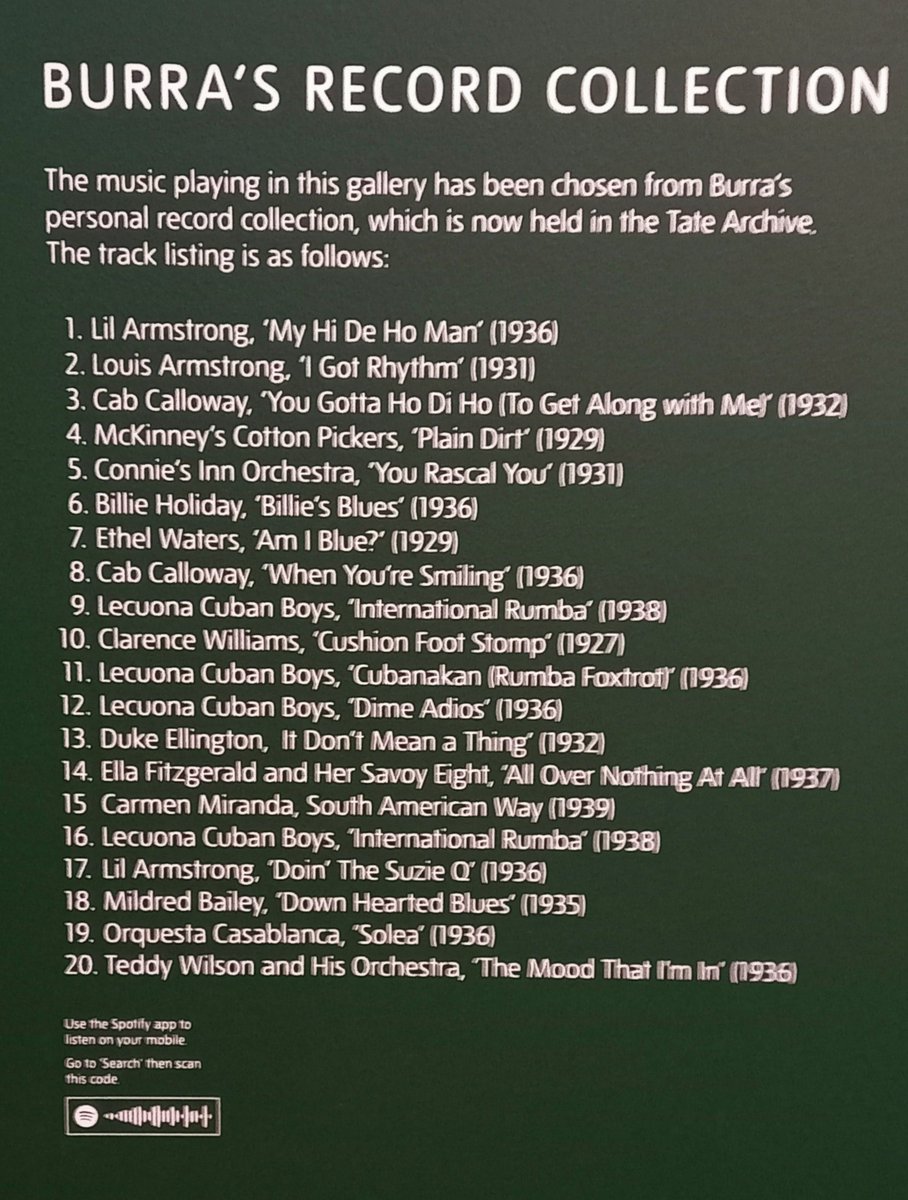 BURRA'S RECORD COLLECTION
The music playing in this gallery has been chosen from Burra's
personal record collection, which is now held in the Tate Archive.
The track listing is as follows:
1. Lil Armstrong, 'My Hi De Ho Man' (1936)
2. Louis Armstrong, 'I Got Rhythm' (1931)
3. Cab Calloway, 'You Gotta Ho Di Ho (To Get Along with Me)' (1932)
4. McKinney's Cotton Pickers, 'Plain Dirt' (1929)
5. Connie's Inn Orchestra, 'You Rascal You' (1931)
6. Billie Holiday, 'Billie's Blues' (1936)
7. Ethel Waters, 'Am I Blue?' (1929)
8. Cab Calloway, 'When You're Smiling' (1936)
9. Lecuona Cuban Boys, 'International Rumba' (1938)
10. Clarence Williams, 'Cushion Foot Stomp' (1927)
11. Lecuona Cuban Boys, 'Cubanakan (Rumba Foxtrot)' (1936)
12. Lecuona Cuban Boys, 'Dime Adios' (1936)
13. Duke Ellington, It Don't Mean a Thing' (1932)
14. Ella Fitzgerald and Her Savoy Eight, 'All Over Nothing At All' (1937)
15 Carmen Miranda, South American Way (1939)
16. Lecuona Cuban Boys, 'International Rumba' (1938)
17. Lil Armstrong, 'Doin' The Suzie Q' (1936)
18. Mildred Bailey, 'Down Hearted Blues' (1935)
19. Orquesta Casablanca, 'Solea' (1936)
20. Teddy Wilson and His Orchestra, 'The Mood That I'm In' (1936)
Use the Spotify app to
listen on your mobile.
Go to 'Search' then scan
this code.